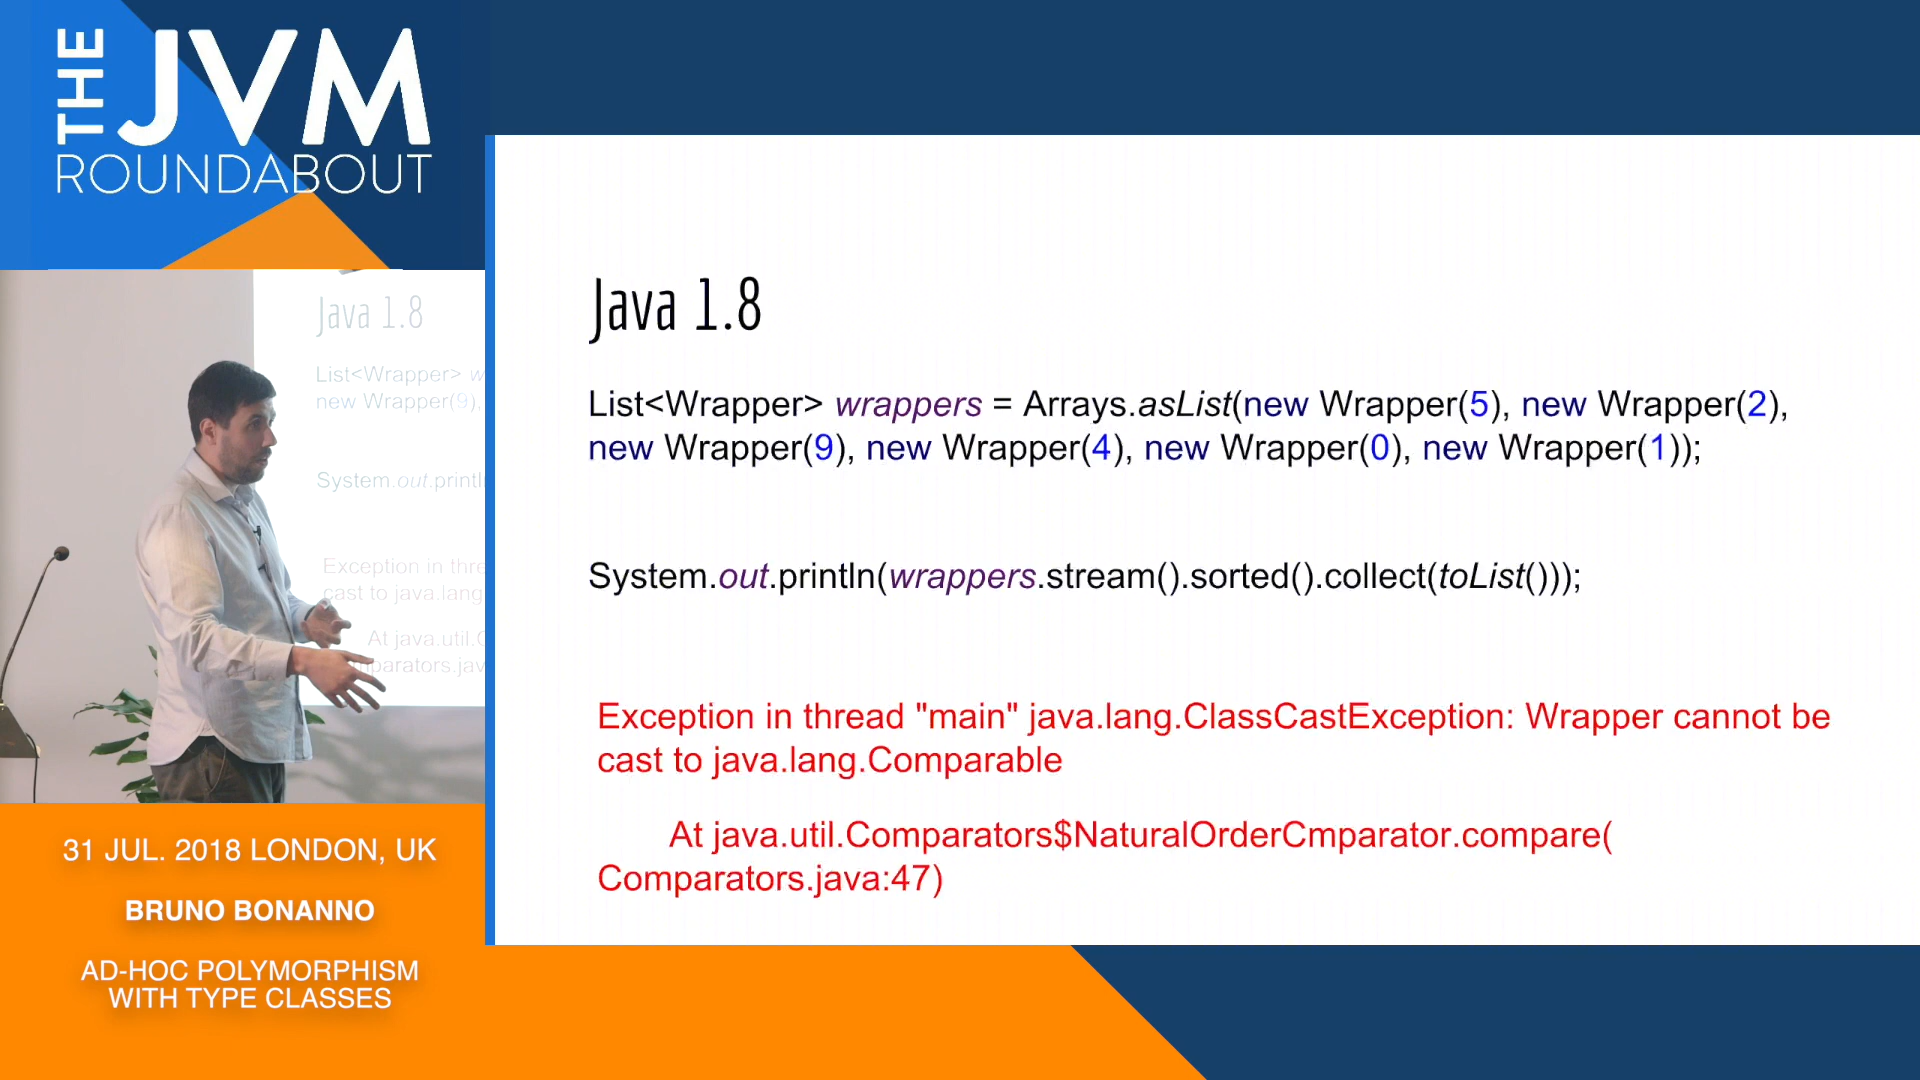 THE JVM
ROUNDABOUT
Java 1.8
List<Wrapper> w
new Wrapper(9),
System.out.println
Exception in thre
cast to java.lang
At java.util.C
mparators.jav
31 JUL. 2018 LONDON, UK
BRUNO BONANNO
AD-HOC POLYMORPHISM
WITH TYPE CLASSES
Java 1.8
List<Wrapper> wrappers = Arrays.asList(new Wrapper(5), new Wrapper(2),
new Wrapper(9), new Wrapper(4), new Wrapper(0), new Wrapper(1));
System.out.println(wrappers.stream().sorted().collect(toList()));
Exception in thread "main" java.lang.ClassCastException: Wrapper cannot be
cast to java.lang.Comparable
At java.util.Comparators$NaturalOrderCmparator.compare(
Comparators.java:47)